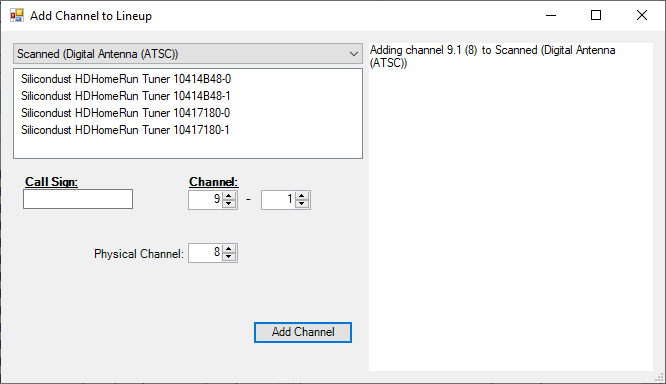 Add Channel to Lineup
Scanned (Digital Antenna (ATSC))
Silicondust HDHomeRun Tuner 10414B48-0
Silicondust HDHomeRun Tuner 10414B48-1
Silicondust HDHomeRun Tuner 10417180-0
Silicondust HDHomeRun Tuner 10417180-1
Call Sign:
Channel:
9 - 1
Physical Channel: 8
Add Channel
Adding channel 9.1 (8) to Scanned (Digital Antenna
(ATSC))